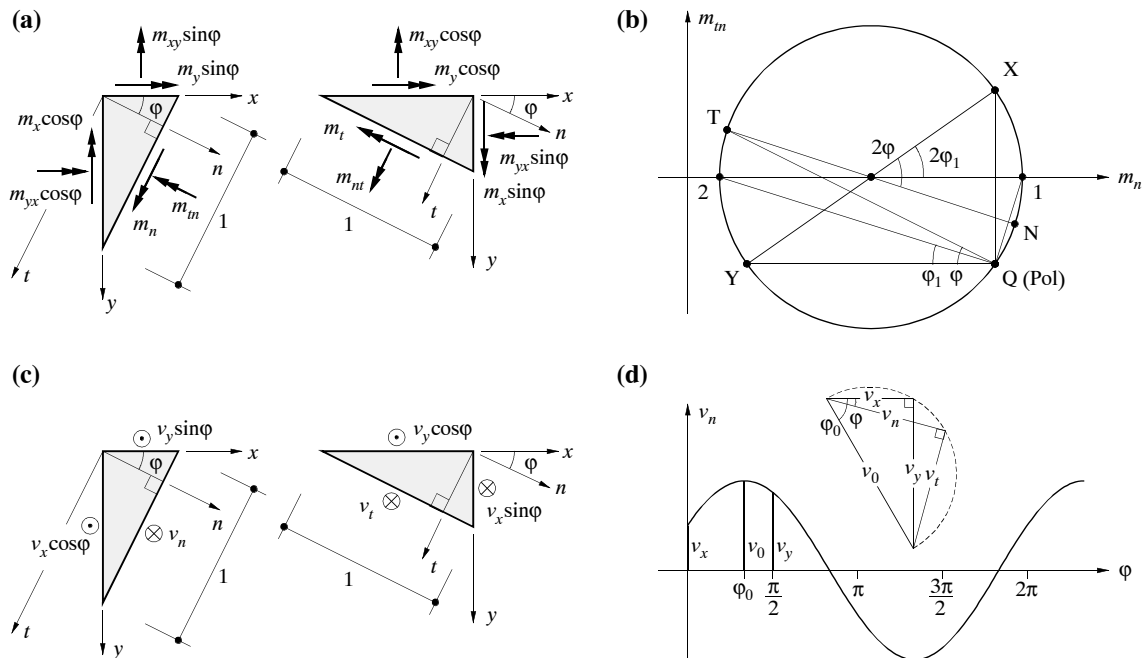 (a)
m_xy sinφ
m_y sinφ
x
φ
m_x cosφ
n
m_yx cosφ
m_n
m_tn
1
t
y
m_xy cosφ
m_y cosφ
x
φ
n
m_t
m_yx sinφ
m_nt
m_x sinφ
t
1
y
(b)
m_tn
X
T
2φ
2φ_1
2
1
m_n
N
Y
φ_1
φ
Q (Pol)
(c)
v_y sinφ
x
φ
n
v_x cosφ
v_n
1
t
y
v_y cosφ
x
φ
n
v_t
v_x sinφ
t
1
y
(d)
v_n
v_x
φ_0
φ
v_n
v_0
v_y
v_t
v_x
v_0
v_y
φ_0
π/2
π
3π/2
2π
φ